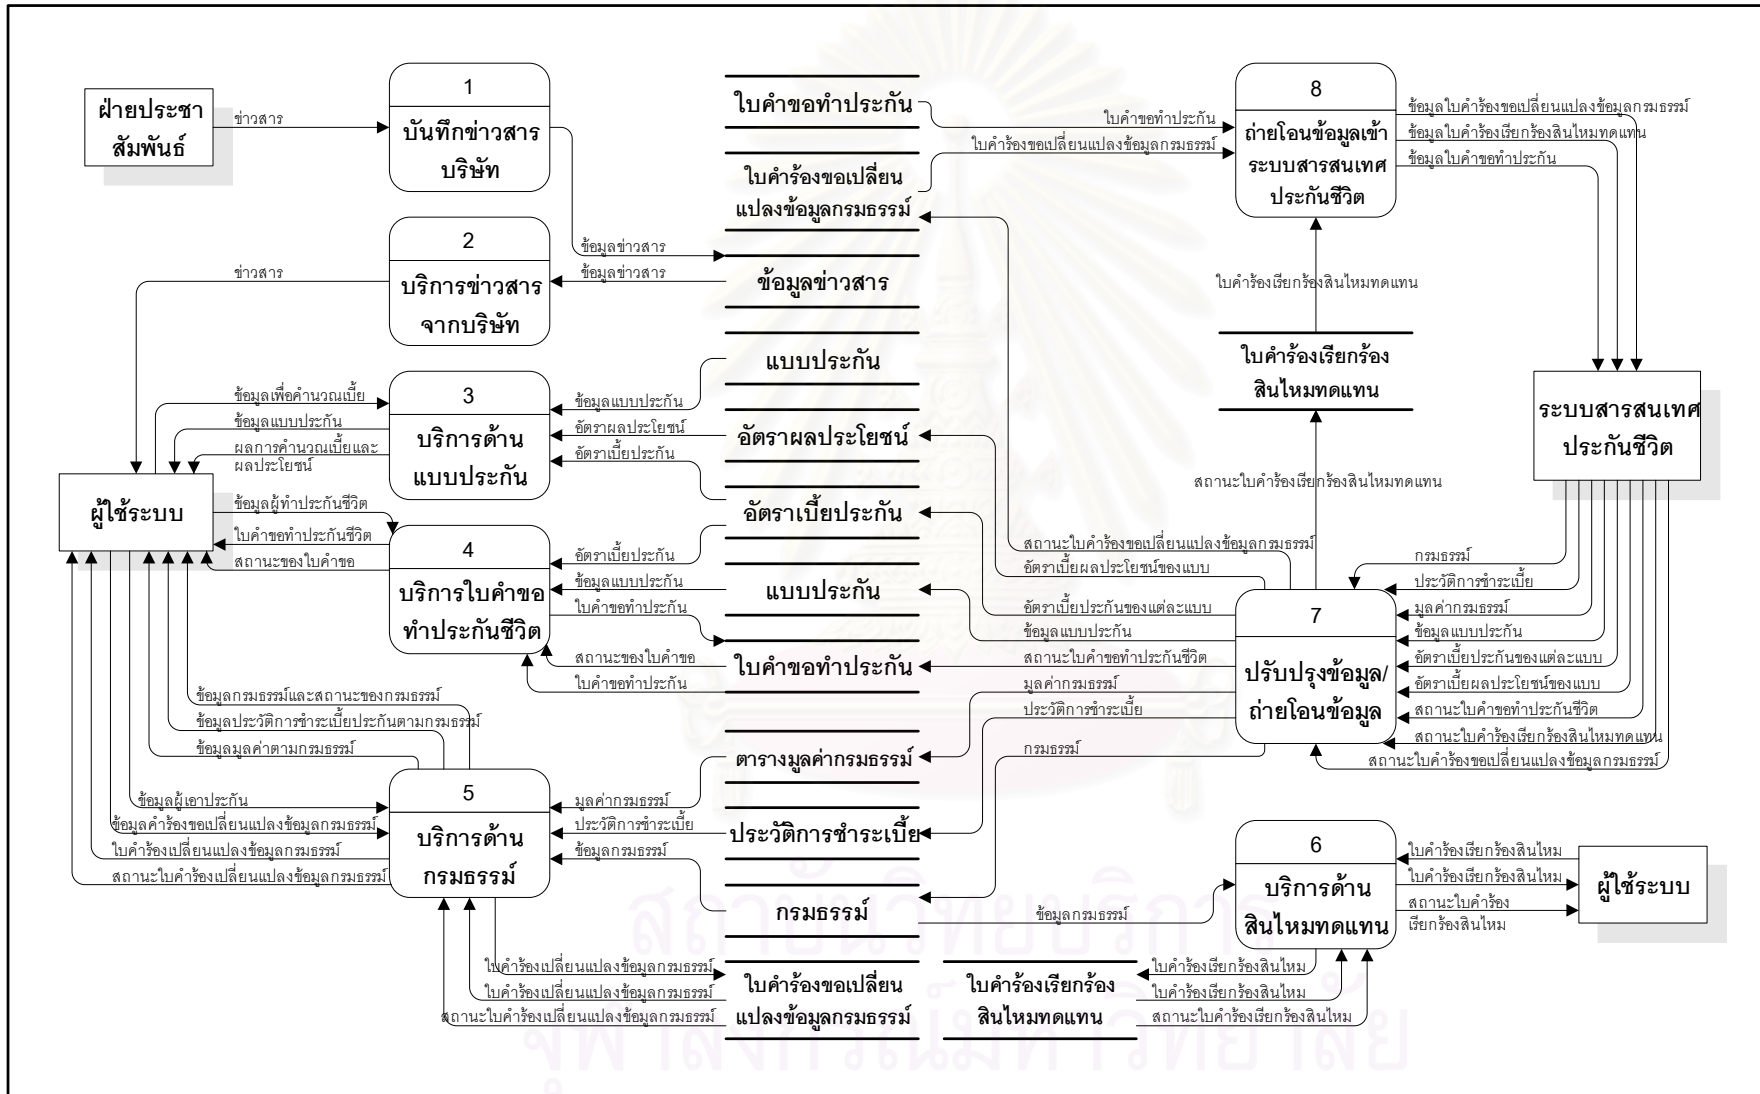 ฝ่ายประชา
สัมพันธ์
ข่าวสาร
1
บันทึกข่าวสาร
บริษัท
ข้อมูลข่าวสาร
2
บริการข่าวสาร
จากบริษัท
ข่าวสาร
ข้อมูลข่าวสาร
3
บริการด้าน
แบบประกัน
ข้อมูลเพื่อคำนวณเบี้ย
ข้อมูลแบบประกัน
ผลการคำนวณเบี้ยและ
ผลประโยชน์
ข้อมูลแบบประกัน
อัตราผลประโยชน์
อัตราเบี้ยประกัน
ผู้ใช้ระบบ
ข้อมูลผู้ทำประกันชีวิต
ใบคำขอทำประกันชีวิต
สถานะของใบคำขอ
4
บริการใบคำขอ
ทำประกันชีวิต
อัตราเบี้ยประกัน
ข้อมูลแบบประกัน
ใบคำขอทำประกัน
สถานะของใบคำขอ
ใบคำขอทำประกัน
ข้อมูลกรมธรรม์และสถานะของกรมธรรม์
ข้อมูลประวัติการชำระเบี้ยประกันตามกรมธรรม์
ข้อมูลมูลค่าตามกรมธรรม์
ข้อมูลผู้เอาประกัน
ข้อมูลคำร้องขอเปลี่ยนแปลงข้อมูลกรมธรรม์
ใบคำร้องเปลี่ยนแปลงข้อมูลกรมธรรม์
สถานะใบคำร้องเปลี่ยนแปลงข้อมูลกรมธรรม์
5
บริการด้าน
กรมธรรม์
มูลค่ากรมธรรม์
ประวัติการชำระเบี้ย
ข้อมูลกรมธรรม์
ใบคำร้องเปลี่ยนแปลงข้อมูลกรมธรรม์
ใบคำร้องเปลี่ยนแปลงข้อมูลกรมธรรม์
สถานะใบคำร้องเปลี่ยนแปลงข้อมูลกรมธรรม์
ใบคำขอทำประกัน
ใบคำร้องขอเปลี่ยน
แปลงข้อมูลกรมธรรม์
ข้อมูลข่าวสาร
แบบประกัน
อัตราผลประโยชน์
อัตราเบี้ยประกัน
แบบประกัน
ใบคำขอทำประกัน
ตารางมูลค่ากรมธรรม์
ประวัติการชำระเบี้ย
กรมธรรม์
ใบคำร้องขอเปลี่ยน
แปลงข้อมูลกรมธรรม์
ใบคำขอทำประกัน
ใบคำร้องขอเปลี่ยนแปลงข้อมูลกรมธรรม์
8
ถ่ายโอนข้อมูลเข้า
ระบบสารสนเทศ
ประกันชีวิต
ข้อมูลใบคำร้องขอเปลี่ยนแปลงข้อมูลกรมธรรม์
ข้อมูลใบคำร้องเรียกร้องสินไหมทดแทน
ข้อมูลใบคำขอทำประกัน
ใบคำร้องเรียกร้องสินไหมทดแทน
ใบคำร้องเรียกร้อง
สินไหมทดแทน
สถานะใบคำร้องเรียกร้องสินไหมทดแทน
ระบบสารสนเทศ
ประกันชีวิต
สถานะใบคำร้องขอเปลี่ยนแปลงข้อมูลกรมธรรม์
อัตราเบี้ยผลประโยชน์ของแบบ
อัตราเบี้ยประกันของแต่ละแบบ
ข้อมูลแบบประกัน
สถานะใบคำขอทำประกันชีวิต
มูลค่ากรมธรรม์
ประวัติการชำระเบี้ย
กรมธรรม์
7
ปรับปรุงข้อมูล/
ถ่ายโอนข้อมูล
กรมธรรม์
ประวัติการชำระเบี้ย
มูลค่ากรมธรรม์
ข้อมูลแบบประกัน
อัตราเบี้ยประกันของแต่ละแบบ
อัตราเบี้ยผลประโยชน์ของแบบ
สถานะใบคำขอทำประกันชีวิต
สถานะใบคำร้องเรียกร้องสินไหมทดแทน
สถานะใบคำร้องขอเปลี่ยนแปลงข้อมูลกรมธรรม์
ข้อมูลกรมธรรม์
6
บริการด้าน
สินไหมทดแทน
ใบคำร้องเรียกร้องสินไหม
ใบคำร้องเรียกร้องสินไหม
สถานะใบคำร้อง
เรียกร้องสินไหม
ผู้ใช้ระบบ
ใบคำร้องเรียกร้อง
สินไหมทดแทน
ใบคำร้องเรียกร้องสินไหม
ใบคำร้องเรียกร้องสินไหม
สถานะใบคำร้องเรียกร้องสินไหม
สถาบันวิทยบริการ
จุฬาลงกรณ์มหาวิทยาลัย